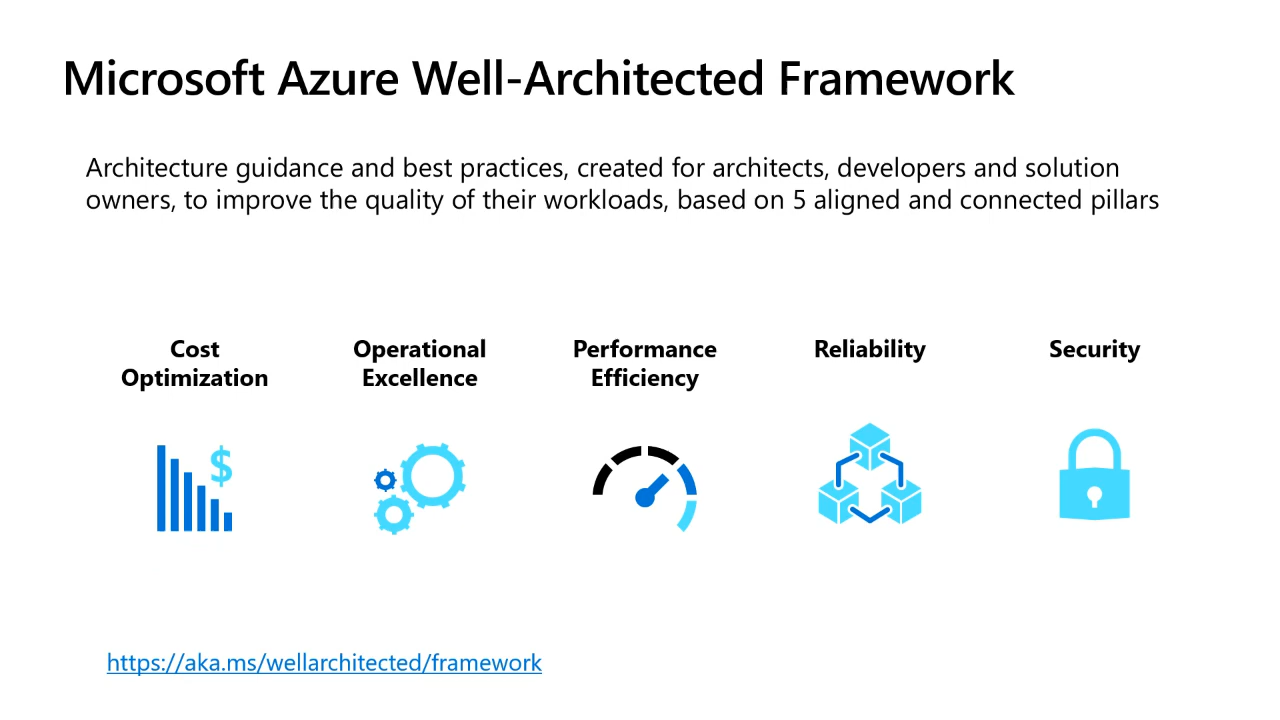 Microsoft Azure Well-Architected Framework
Architecture guidance and best practices, created for architects, developers and solution
owners, to improve the quality of their workloads, based on 5 aligned and connected pillars
Cost
Optimization
Operational
Excellence
Performance
Efficiency
Reliability
Security
$
https://aka.ms/wellarchitected/framework